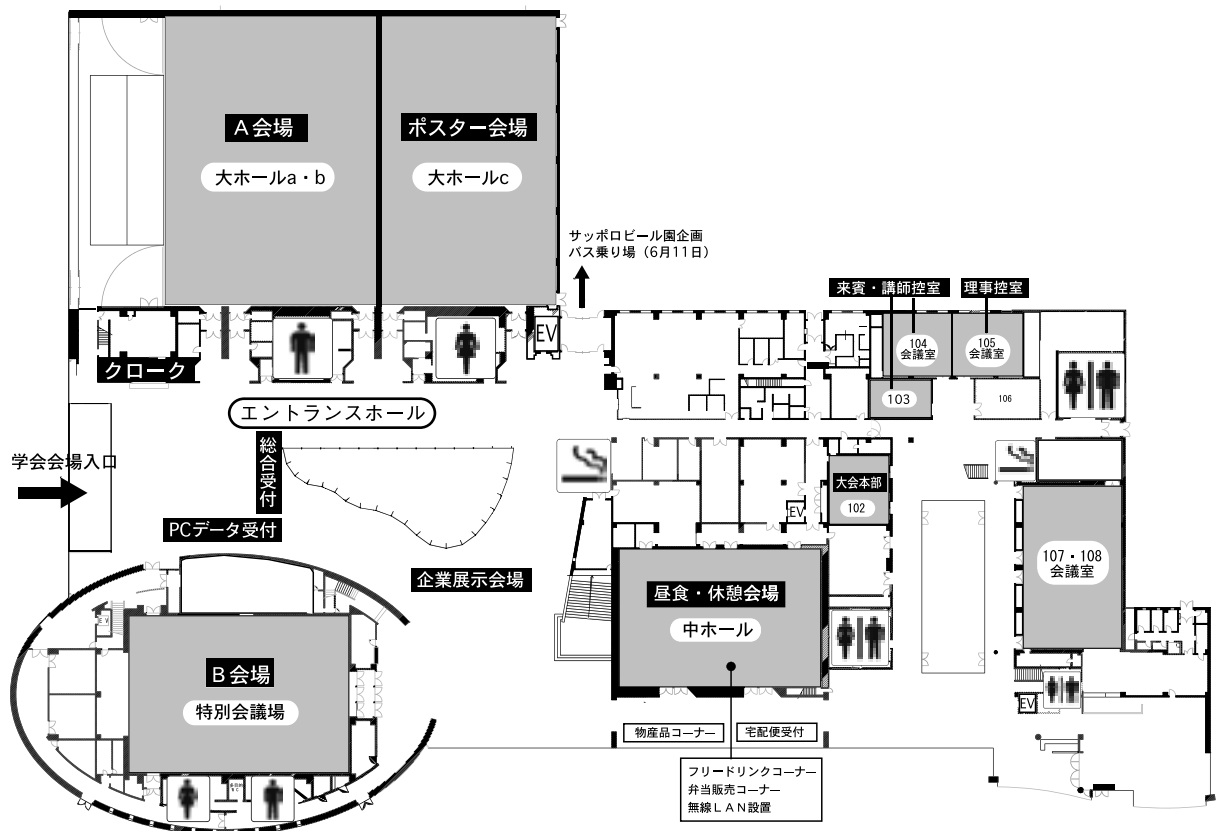 A会場
大ホールa・b
ポスター会場
大ホールc
サッポロビール園企画
バス乗り場（6月11日）
EV
クローク
エントランスホール
総合受付
学会会場入口
PCデータ受付
企業展示会場
来賓・講師控室
理事控室
104
会議室
105
会議室
103
106
大会本部
102
EV
107・108
会議室
昼食・休憩会場
中ホール
EV
B会場
特別会議場
EV
物産品コーナー
宅配便受付
EV
フリードリンクコーナー
弁当販売コーナー
無線LAN設置